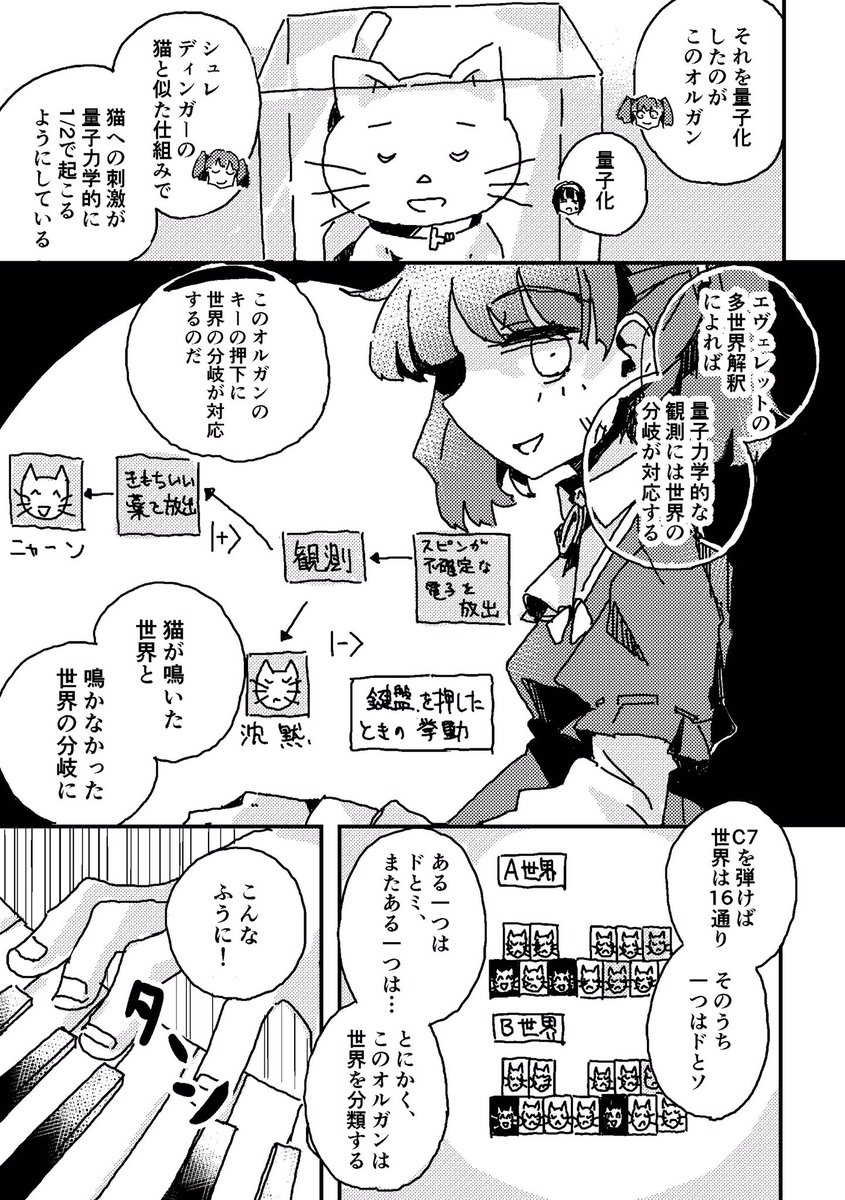 それを量子化
したのが
このオルガン
量子化
シュレ
ディンガーの
猫と似た仕組みで
猫への刺激が
量子力学的に
1/2で起こる
ようにしている
ド
エヴェレットの
多世界解釈
によれば
量子力学的な
観測には世界の
分岐が対応する
このオルガンの
キーの押下に
世界の分岐が対応
するのだ
スピンが
不確定な
電子を
放出
観測
|+〉
きもちいい
薬で放出
ニャーン
|-〉
沈黙
鍵盤を押した
ときの挙動
猫が鳴いた
世界と
鳴かなかった
世界の分岐に
C7を弾けば
世界は16通り
そのうち
一つはドとソ
A世界
B世界
ある一つは
ドとミ、
またある一つは…
とにかく、
このオルガンは
世界を分類する
こんな
ふうに！
ターン